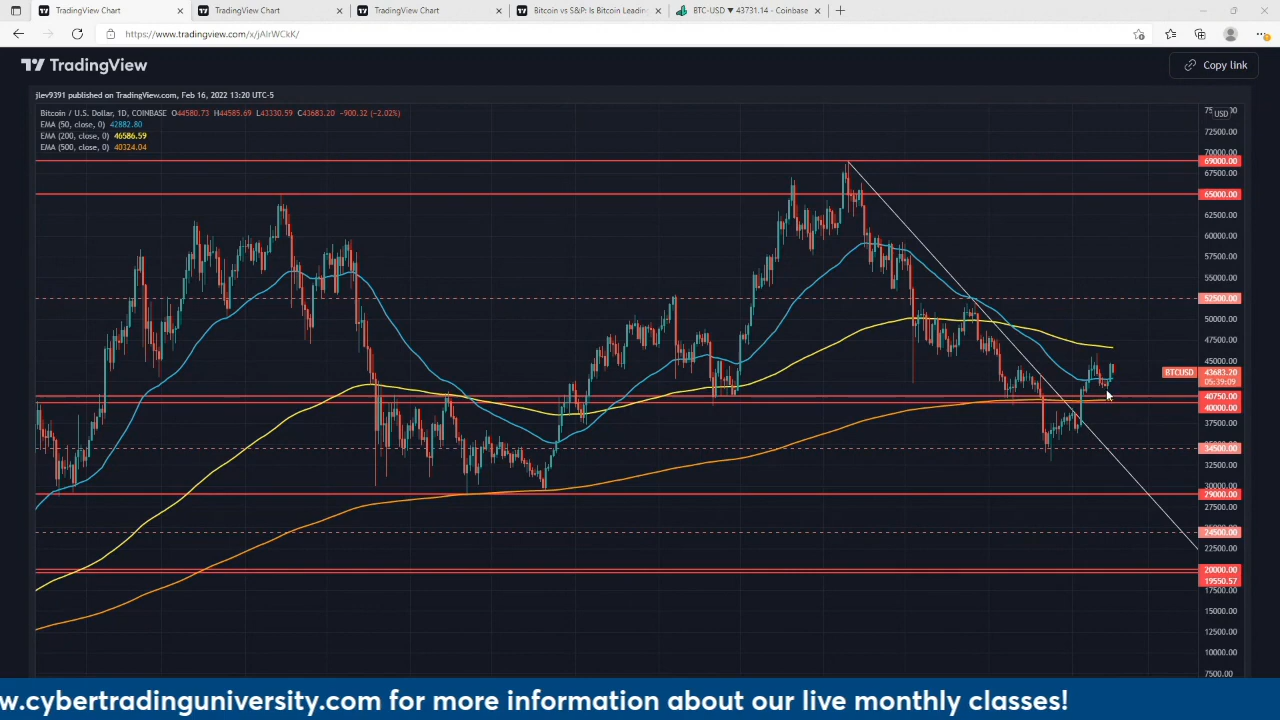 TradingView Chart
TradingView Chart
TradingView Chart
Bitcoin vs S&P: Is Bitcoin Leading
BTC-USD ▼ 43731.14 - Coinbase
https://www.tradingview.com/x/jAIrWCkK/
TradingView
Copy link
jlev9391 published on TradingView.com, Feb 16, 2022 13:20 UTC-5
Bitcoin / U.S. Dollar, 1D, COINBASE O44580.73 H44585.69 L43330.59 C43683.20 -900.32 (-2.02%)
EMA (50, close, 0) 42882.80
EMA (200, close, 0) 46586.59
EMA (500, close, 0) 40324.04
USD
72500.00
70000.00
69000.00
67500.00
65000.00
62500.00
60000.00
57500.00
55000.00
52500.00
50000.00
47500.00
45000.00
BTCUSD 43683.20
05:39:09
40750.00
40000.00
37500.00
34500.00
32500.00
30000.00
29000.00
27500.00
24500.00
22500.00
20000.00
19550.57
17500.00
15000.00
12500.00
10000.00
7500.00
w.cybertradinguniversity.com for more information about our live monthly classes!